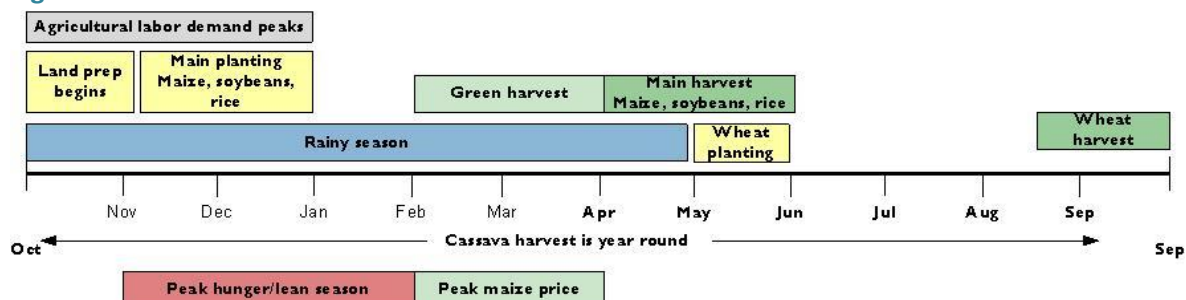 Agricultural labor demand peaks
Land prep
begins
Main planting
Maize, soybeans,
rice
Green harvest
Main harvest
Maize, soybeans, rice
Wheat
harvest
Rainy season
Wheat
planting
Nov Dec Jan Feb Mar Apr May Jun Jul Aug Sep
Oct Cassava harvest is year round Sep
Peak hunger/lean season
Peak maize price